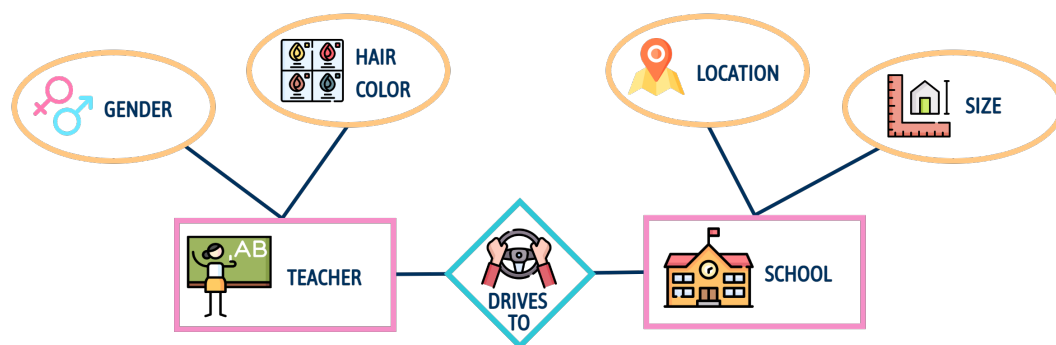 GENDER
HAIR
COLOR
LOCATION
SIZE
AB
TEACHER
DRIVES
TO
SCHOOL